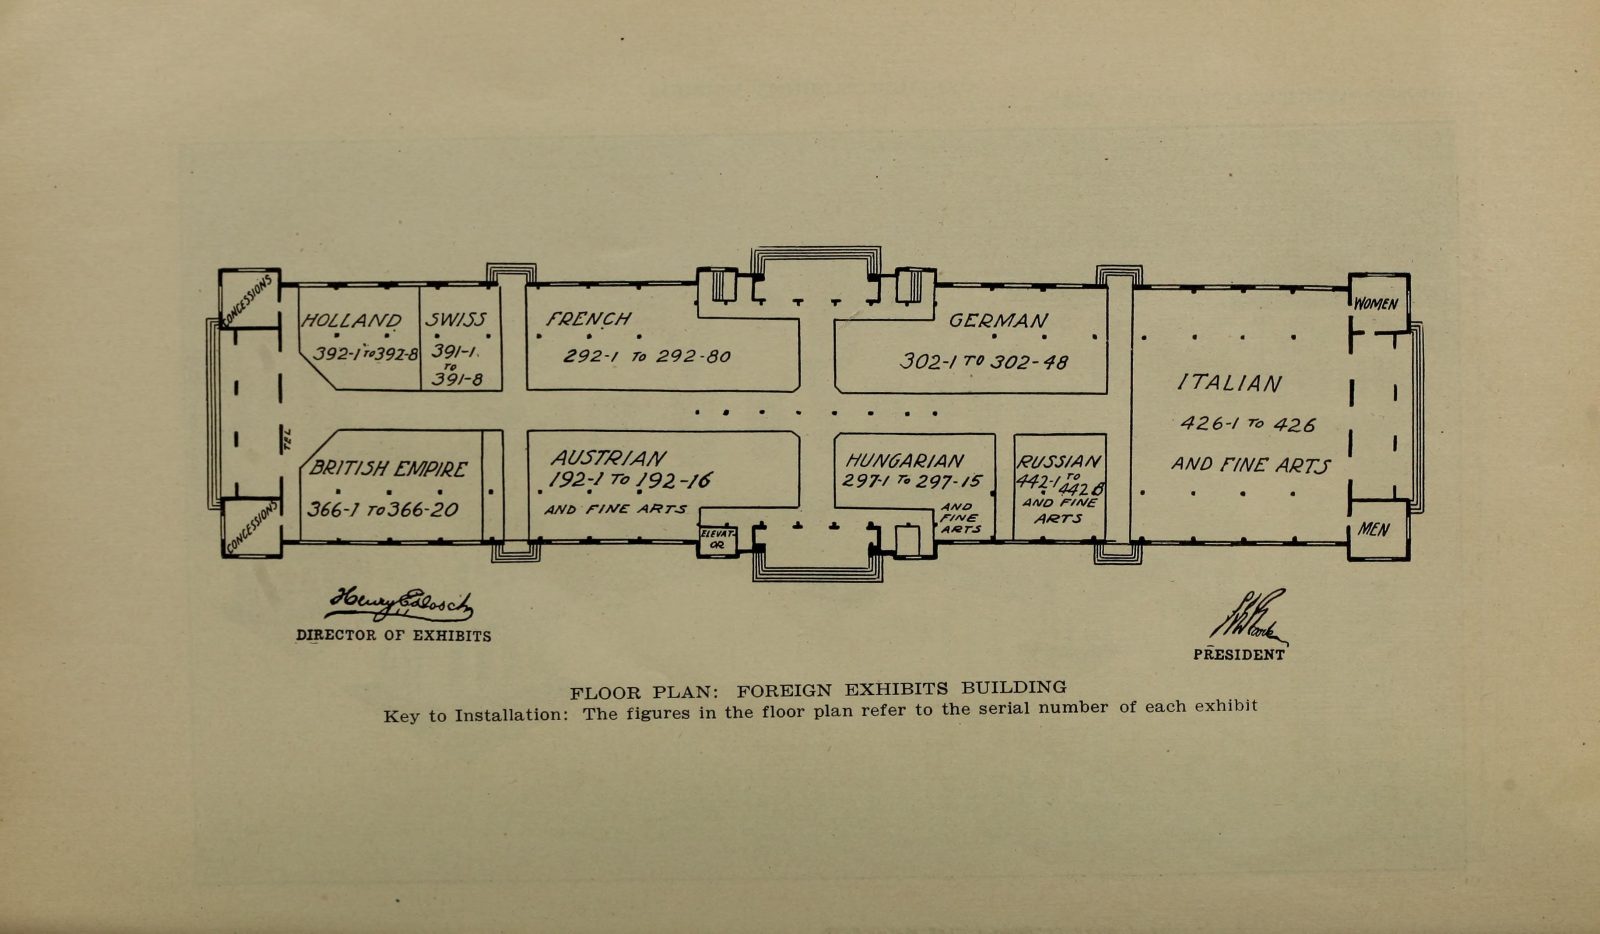 CONCESSIONS
HOLLAND
392-1 TO 392-8
SWISS
391-1
TO
391-8
FRENCH
292-1 TO 292-80
GERMAN
302-1 TO 302-48
WOMEN
ITALIAN
426-1 TO 426
AND FINE ARTS
TEL
BRITISH EMPIRE
366-1 TO 366-20
AUSTRIAN
192-1 TO 192-16
AND FINE ARTS
HUNGARIAN
297-1 TO 297-15
AND
FINE
ARTS
RUSSIAN
442-1 TO
442-8
AND FINE
ARTS
CONCESSIONS
ELEVAT-
OR
MEN
DIRECTOR OF EXHIBITS
PRESIDENT
FLOOR PLAN: FOREIGN EXHIBITS BUILDING
Key to Installation: The figures in the floor plan refer to the serial number of each exhibit